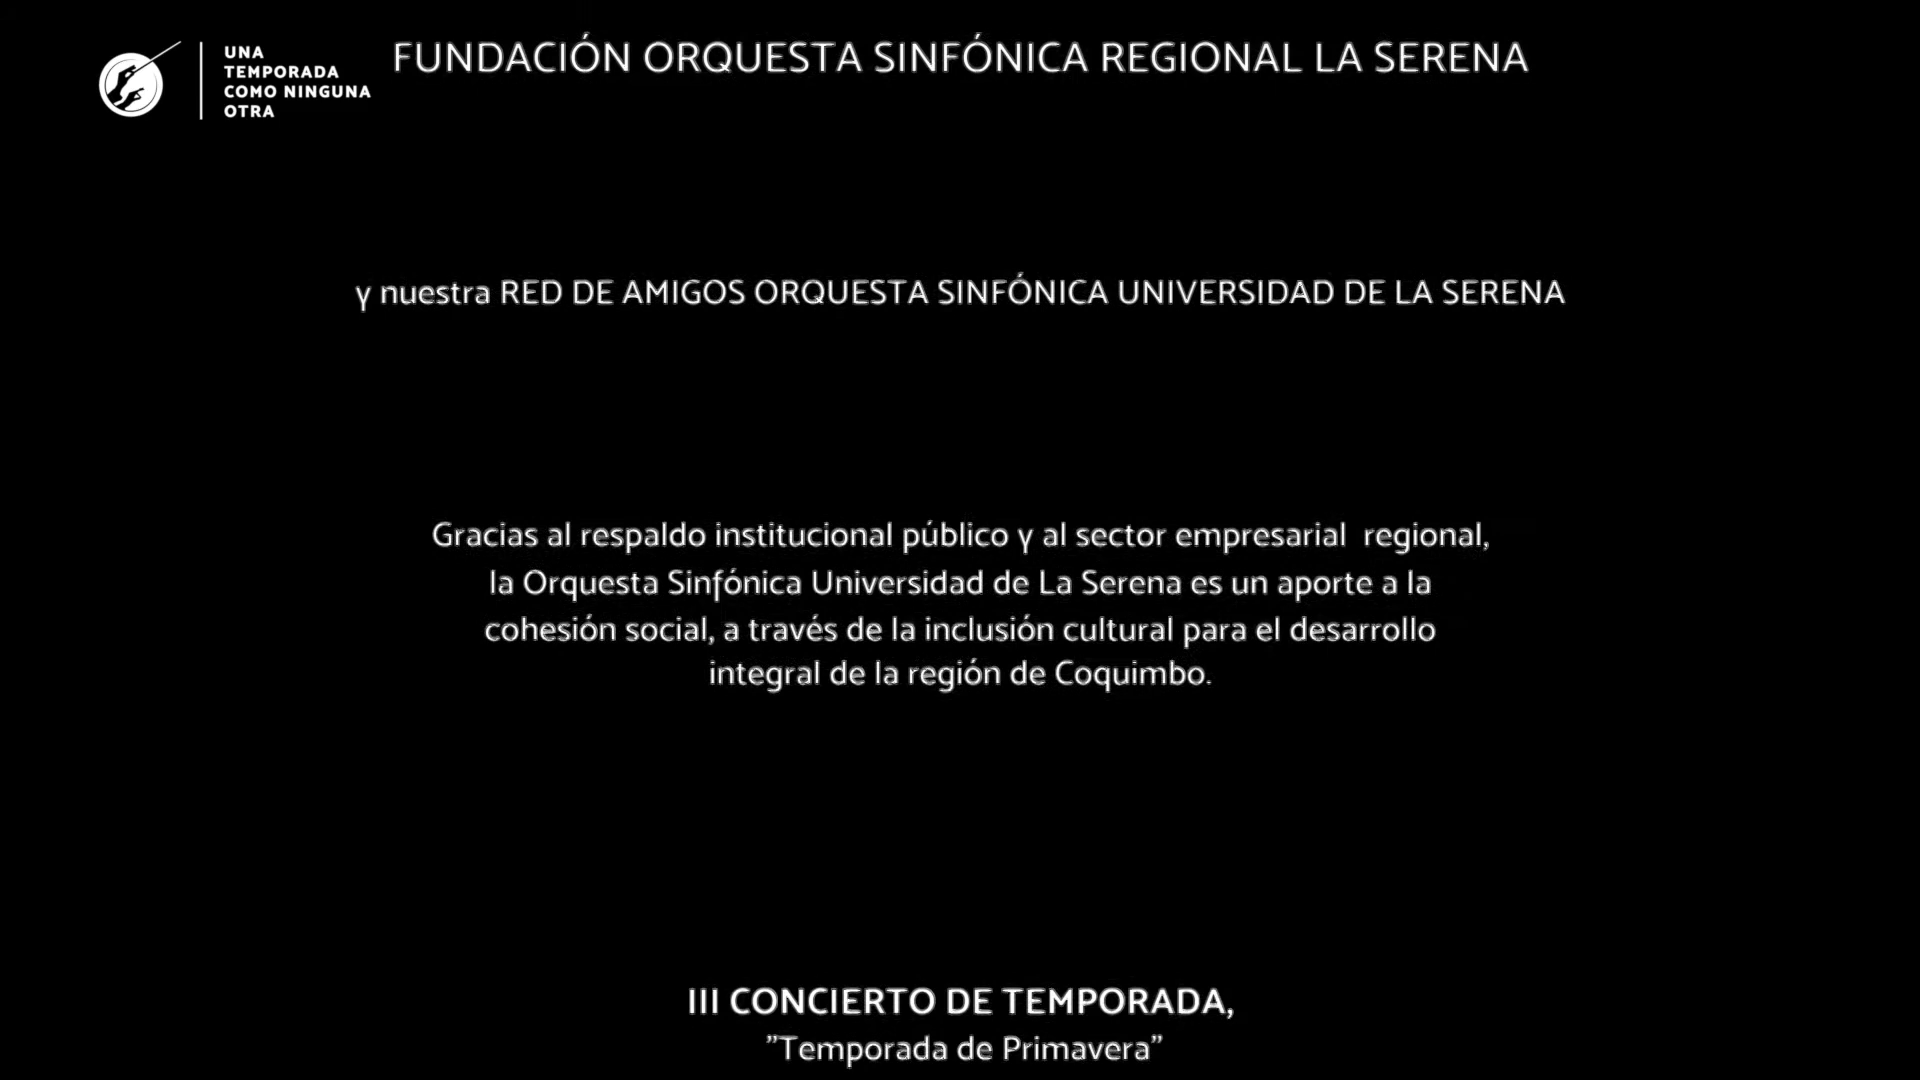 UNA
TEMPORADA
COMO NINGUNA
OTRA
FUNDACIÓN ORQUESTA SINFÓNICA REGIONAL LA SERENA
y nuestra RED DE AMIGOS ORQUESTA SINFÓNICA UNIVERSIDAD DE LA SERENA
Gracias al respaldo institucional público y al sector empresarial  regional,
la Orquesta Sinfónica Universidad de La Serena es un aporte a la
cohesión social, a través de la inclusión cultural para el desarrollo
integral de la región de Coquimbo.
III CONCIERTO DE TEMPORADA,
"Temporada de Primavera"